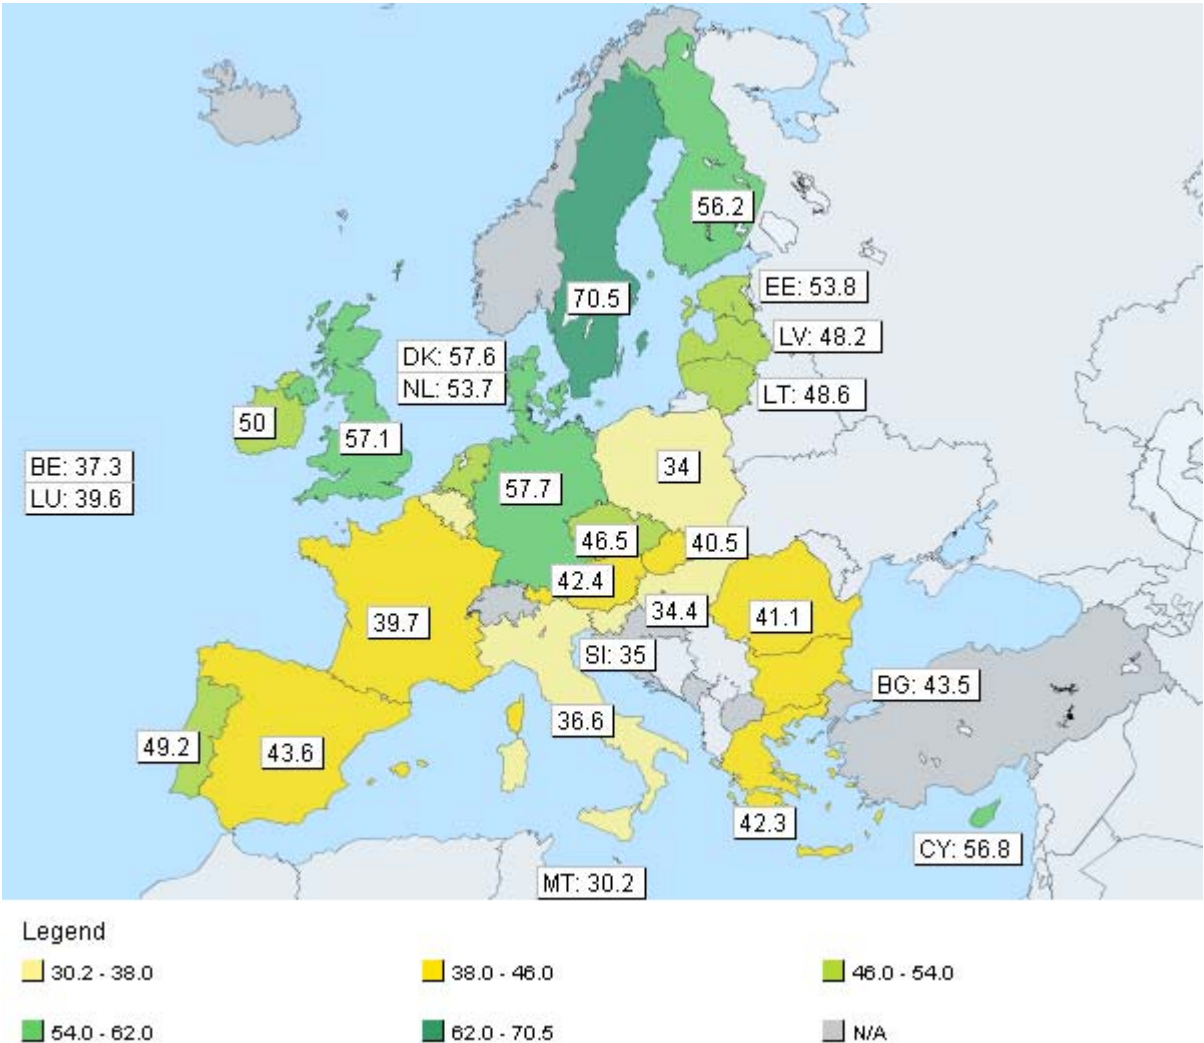 56.2
EE: 53.8
70.5
LV: 48.2
DK: 57.6
NL: 53.7
LT: 48.6
50
57.1
BE: 37.3
LU: 39.6
34
57.7
46.5
40.5
42.4
34.4
41.1
39.7
SI: 35
BG: 43.5
36.6
49.2
43.6
42.3
CY: 56.8
MT: 30.2
Legend
30.2 - 38.0
38.0 - 46.0
46.0 - 54.0
54.0 - 62.0
62.0 - 70.5
N/A